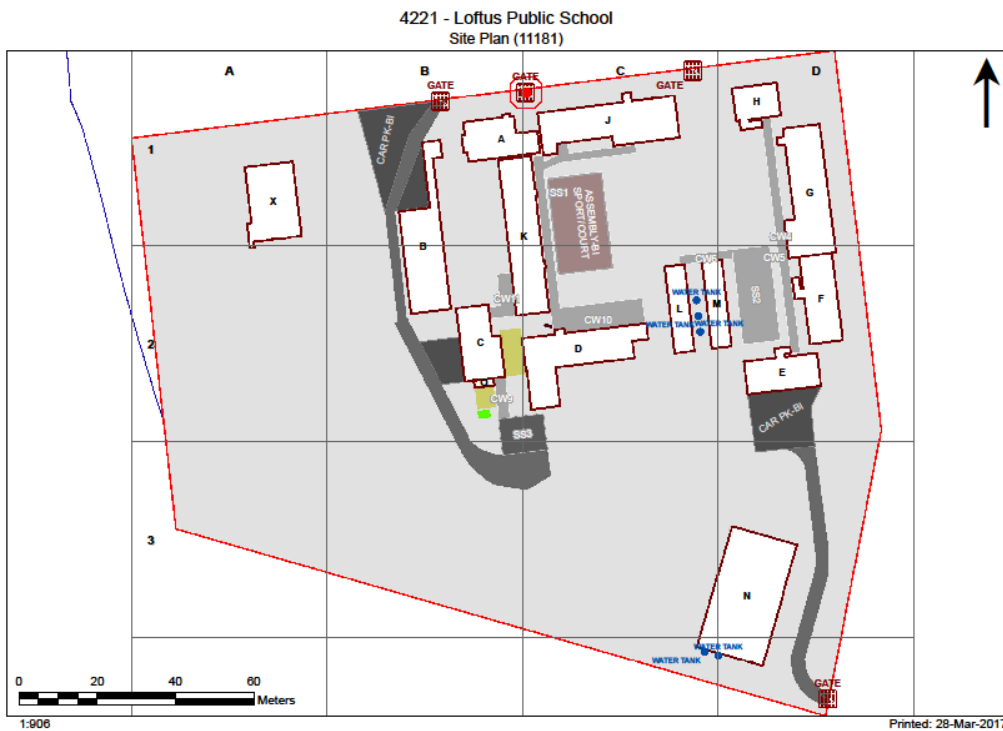 4221 - Loftus Public School
Site Plan (11181)
A
B
C
D
GATE
GATE
GATE
H
J
A
CAR PK-BI
1
X
G
SS1
ASSEMBLY-BI
SPORT/COURT
K
B
CW4
CW5
F
L
M
SS2
WATER TANK
WATER TANK
WATER TANK
CW11
CW10
2
C
D
E
O
CW9
CAR PK-BI
SS3
3
N
WATER TANK
WATER TANK
GATE
0 20 40 60
Meters
1:906
Printed: 28-Mar-2017